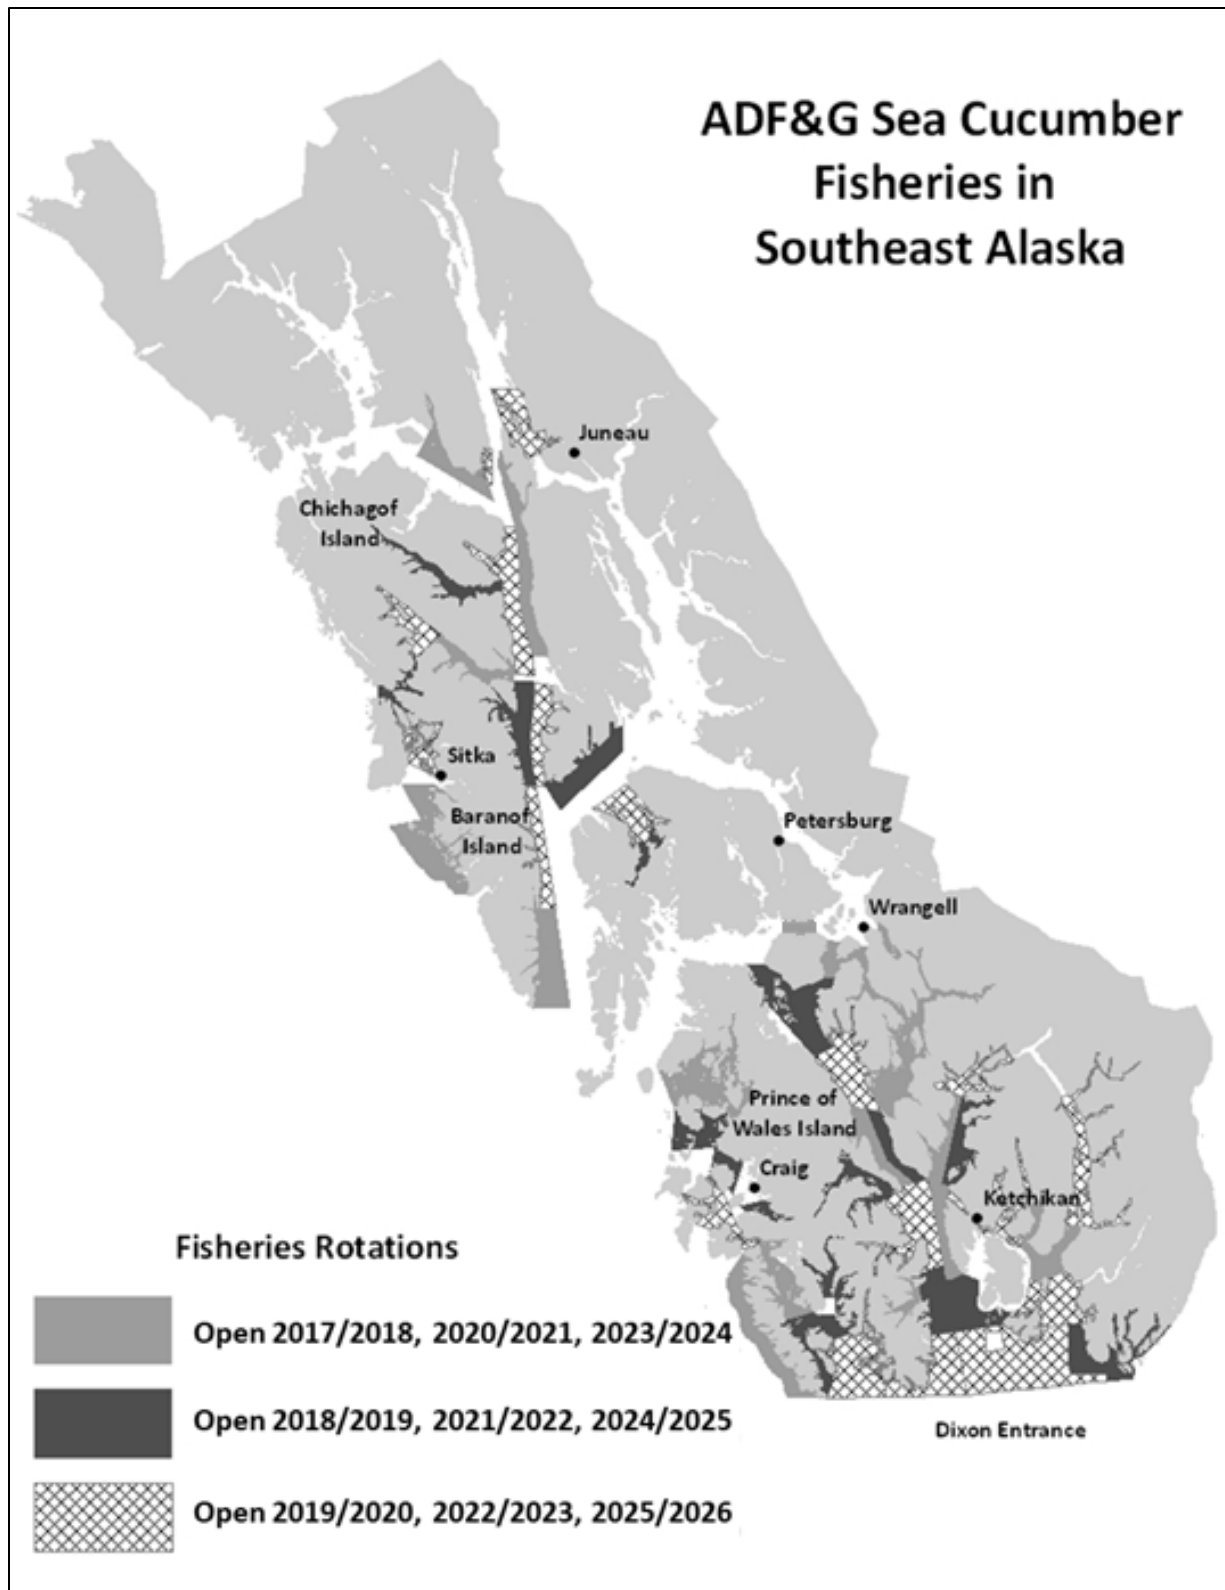 ADF&G Sea Cucumber
Fisheries in
Southeast Alaska
Juneau
Chichagof
Island
Sitka
Baranof
Island
Petersburg
Wrangell
Prince of
Wales Island
Craig
Ketchikan
Fisheries Rotations
Open 2017/2018, 2020/2021, 2023/2024
Open 2018/2019, 2021/2022, 2024/2025
Dixon Entrance
Open 2019/2020, 2022/2023, 2025/2026